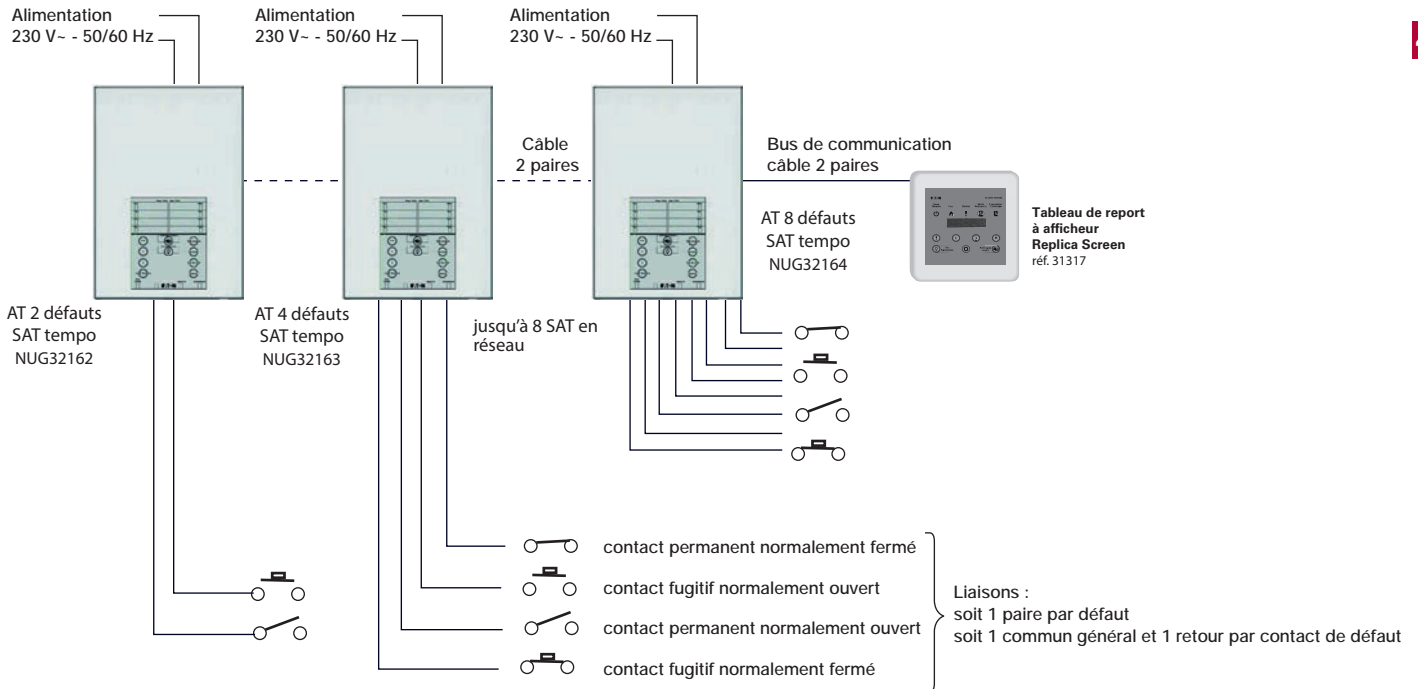 Alimentation
230 V~ - 50/60 Hz
Alimentation
230 V~ - 50/60 Hz
Alimentation
230 V~ - 50/60 Hz
Câble
2 paires
Bus de communication
câble 2 paires
Tableau de report
à afficheur
Replica Screen
réf. 31317
AT 8 défauts
SAT tempo
NUG32164
AT 2 défauts
SAT tempo
NUG32162
AT 4 défauts
SAT tempo
NUG32163
jusqu'à 8 SAT en
réseau
contact permanent normalement fermé
contact fugitif normalement ouvert
contact permanent normalement ouvert
contact fugitif normalement fermé
Liaisons :
soit 1 paire par défaut
soit 1 commun général et 1 retour par contact de défaut